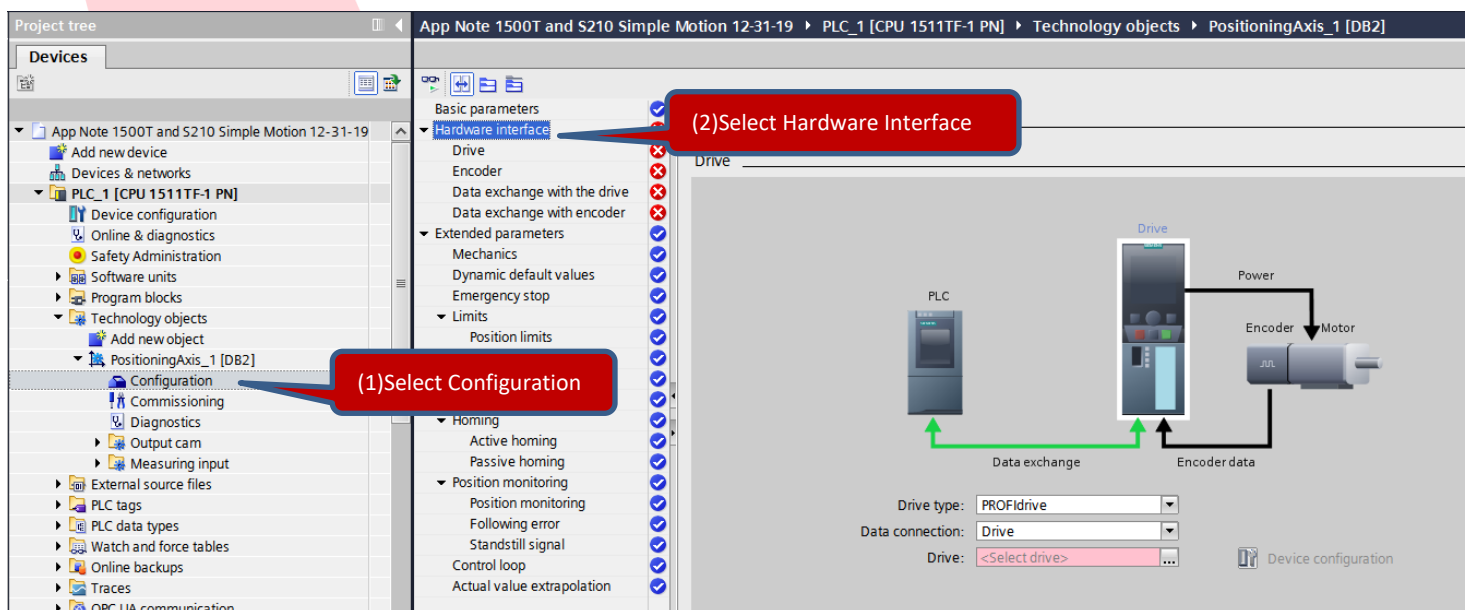 Project tree
App Note 1500T and S210 Simple Motion 12-31-19 PLC_1 [CPU 1511TF-1 PN] Technology objects PositioningAxis_1 [DB2]
Devices
App Note 1500T and S210 Simple Motion 12-31-19
Add new device
Devices & networks
PLC_1 [CPU 1511TF-1 PN]
Device configuration
Online & diagnostics
Safety Administration
Software units
Program blocks
Technology objects
Add new object
PositioningAxis_1 [DB2]
Configuration
Commissioning
Diagnostics
Output cam
Measuring input
External source files
PLC tags
PLC data types
Watch and force tables
Online backups
Traces
OPC UA communication
(1)Select Configuration
Basic parameters
Hardware interface
Drive
Encoder
Data exchange with the drive
Data exchange with encoder
Extended parameters
Mechanics
Dynamic default values
Emergency stop
Limits
Position limits
Homing
Active homing
Passive homing
Position monitoring
Position monitoring
Following error
Standstill signal
Control loop
Actual value extrapolation
(2)Select Hardware Interface
Drive
Drive
Power
PLC
Encoder Motor
Data exchange
Encoder data
Drive type: PROFIdrive
Data connection: Drive
Drive: <Select drive> ... Device configuration